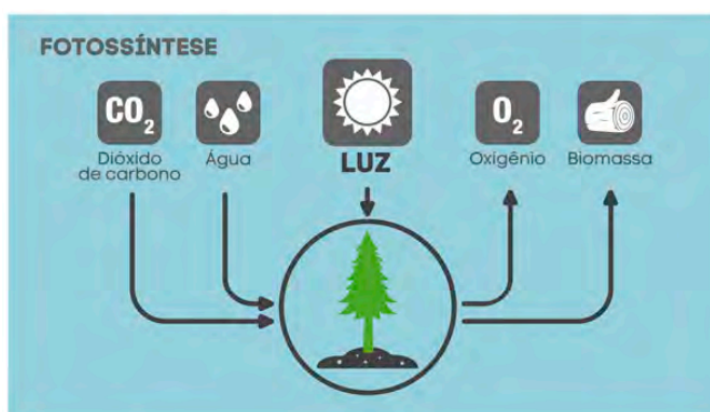 FOTOSSÍNTESE
CO₂
Dióxido
de carbono
Água
LUZ
O₂
Oxigênio
Biomassa